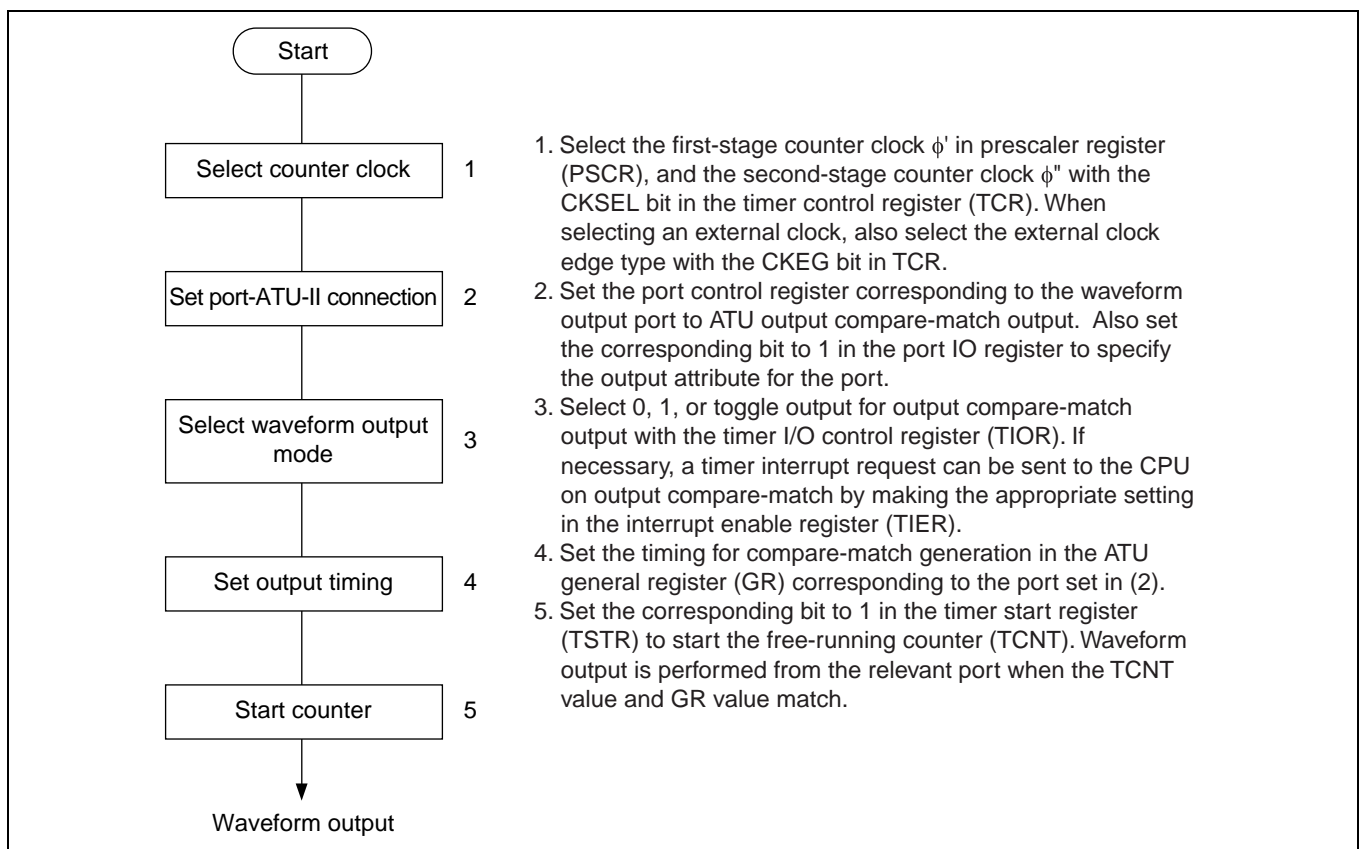 Start
Select counter clock
1
Set port-ATU-II connection
2
Select waveform output
mode
3
Set output timing
4
Start counter
5
Waveform output
1. Select the first-stage counter clock ϕ' in prescaler register
(PSCR), and the second-stage counter clock ϕ" with the
CKSEL bit in the timer control register (TCR). When
selecting an external clock, also select the external clock
edge type with the CKEG bit in TCR.
2. Set the port control register corresponding to the waveform
output port to ATU output compare-match output.  Also set
the corresponding bit to 1 in the port IO register to specify
the output attribute for the port.
3. Select 0, 1, or toggle output for output compare-match
output with the timer I/O control register (TIOR). If
necessary, a timer interrupt request can be sent to the CPU
on output compare-match by making the appropriate setting
in the interrupt enable register (TIER).
4. Set the timing for compare-match generation in the ATU
general register (GR) corresponding to the port set in (2).
5. Set the corresponding bit to 1 in the timer start register
(TSTR) to start the free-running counter (TCNT). Waveform
output is performed from the relevant port when the TCNT
value and GR value match.